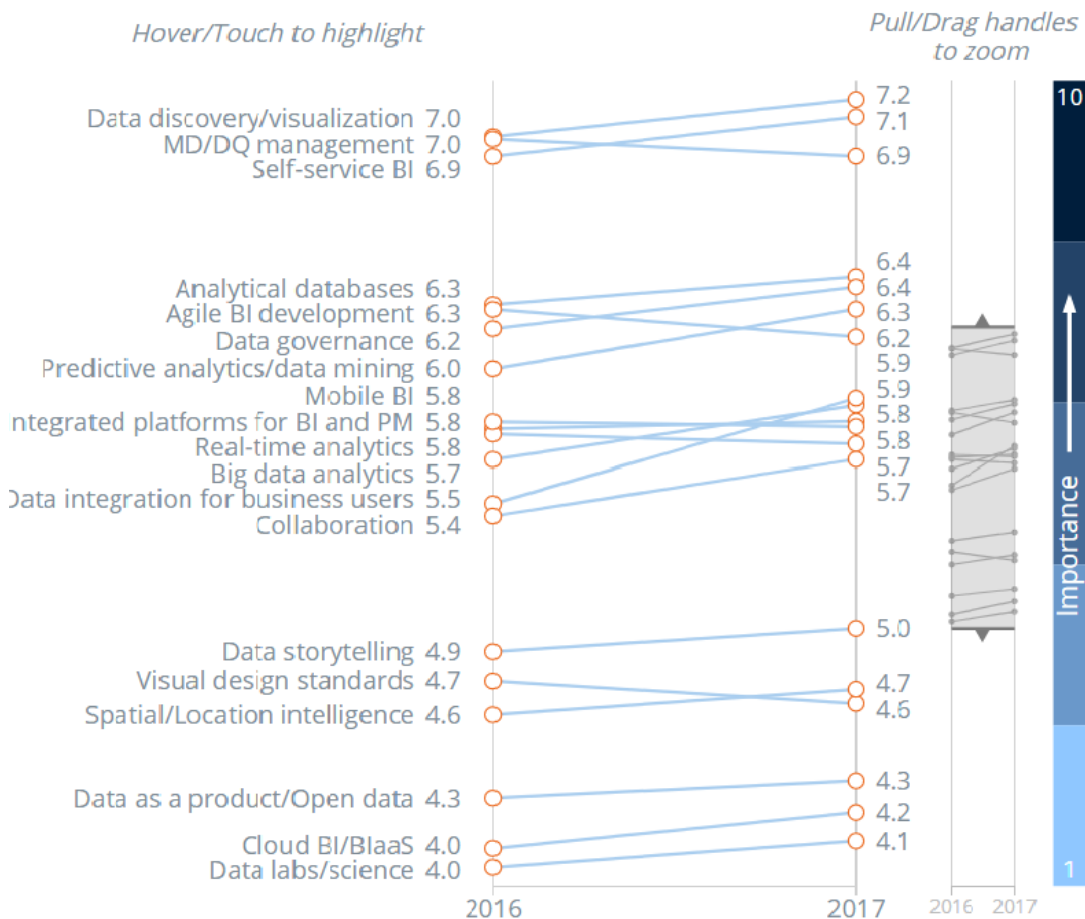 Hover/Touch to highlight
Pull/Drag handles
to zoom
Data discovery/visualization 7.0
MD/DQ management 7.0
Self-service BI 6.9
7.2
7.1
6.9
Analytical databases 6.3
Agile BI development 6.3
Data governance 6.2
Predictive analytics/data mining 6.0
Mobile BI 5.8
ntegrated platforms for BI and PM 5.8
Real-time analytics 5.8
Big data analytics 5.7
Data integration for business users 5.5
Collaboration 5.4
6.4
6.4
6.3
6.2
5.9
5.9
5.8
5.8
5.7
5.7
Data storytelling 4.9
Visual design standards 4.7
Spatial/Location intelligence 4.6
5.0
4.7
4.6
Data as a product/Open data 4.3
Cloud BI/BIaaS 4.0
Data labs/science 4.0
4.3
4.2
4.1
2016
2017
2016
2017
10
Importance
1